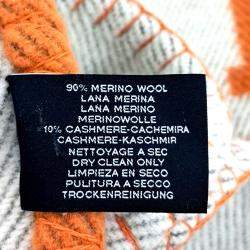 90% MERINO WOOL
LANA MERINA
LANA MERINO
MERINOWOLLE
10% CASHMERE-CACHEMIRA
CASHMERE-KASCHMIR
NETTOYAGE A SEC
DRY CLEAN ONLY
LIMPIEZA EN SECO
PULITURA A SECCO
TROCKENREINIGUNG